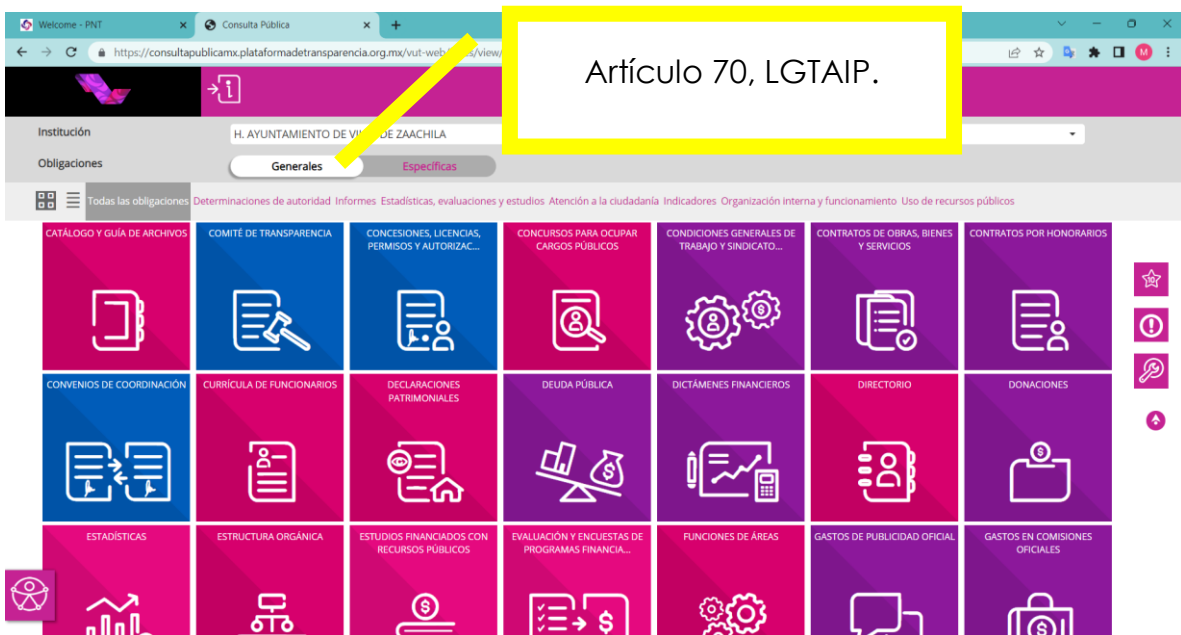 Welcome - PNT
Consulta Pública
https://consultapublicamx.plataformadetransparencia.org.mx/vut-web/
Artículo 70, LGTAIP.
Institución
H. AYUNTAMIENTO DE DE ZAACHILA
Obligaciones
Generales
Específicas
Todas las obligaciones Determinaciones de autoridad Informes Estadísticas, evaluaciones y estudios Atención a la ciudadanía Indicadores Organización interna y funcionamiento Uso de recursos públicos
CATÁLOGO Y GUÍA DE ARCHIVOS
COMITÉ DE TRANSPARENCIA
CONCESIONES, LICENCIAS,
PERMISOS Y AUTORIZAC...
CONCURSOS PARA OCUPAR
CARGOS PÚBLICOS
CONDICIONES GENERALES DE
TRABAJO Y SINDICATO...
CONTRATOS DE OBRAS, BIENES
Y SERVICIOS
CONTRATOS POR HONORARIOS
CONVENIOS DE COORDINACIÓN
CURRÍCULA DE FUNCIONARIOS
DECLARACIONES
PATRIMONIALES
DEUDA PÚBLICA
DICTÁMENES FINANCIEROS
DIRECTORIO
DONACIONES
ESTADÍSTICAS
ESTRUCTURA ORGÁNICA
ESTUDIOS FINANCIADOS CON
RECURSOS PÚBLICOS
EVALUACIÓN Y ENCUESTAS DE
PROGRAMAS FINANCIA...
FUNCIONES DE ÁREAS
GASTOS DE PUBLICIDAD OFICIAL
GASTOS EN COMISIONES
OFICIALES